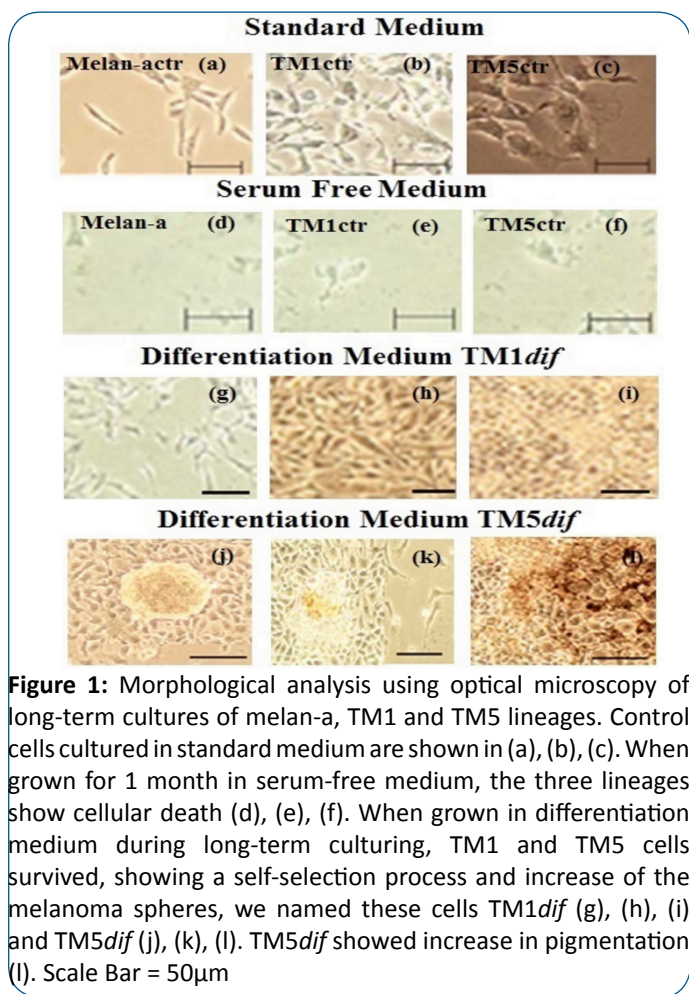 Standard Medium
Melan-actr (a) TM1ctr (b) TM5ctr (c)
Serum Free Medium
Melan-a (d) TM1ctr (e) TM5ctr (f)
Differentiation Medium TM1dif
(g) (h) (i)
Differentiation Medium TM5dif
(j) (k) (l)
Figure 1: Morphological analysis using optical microscopy of
long-term cultures of melan-a, TM1 and TM5 lineages. Control
cells cultured in standard medium are shown in (a), (b), (c). When
grown for 1 month in serum-free medium, the three lineages
show cellular death (d), (e), (f). When grown in differentiation
medium during long-term culturing, TM1 and TM5 cells
survived, showing a self-selection process and increase of the
melanoma spheres, we named these cells TM1dif (g), (h), (i)
and TM5dif (j), (k), (l). TM5dif showed increase in pigmentation
(l). Scale Bar = 50μm